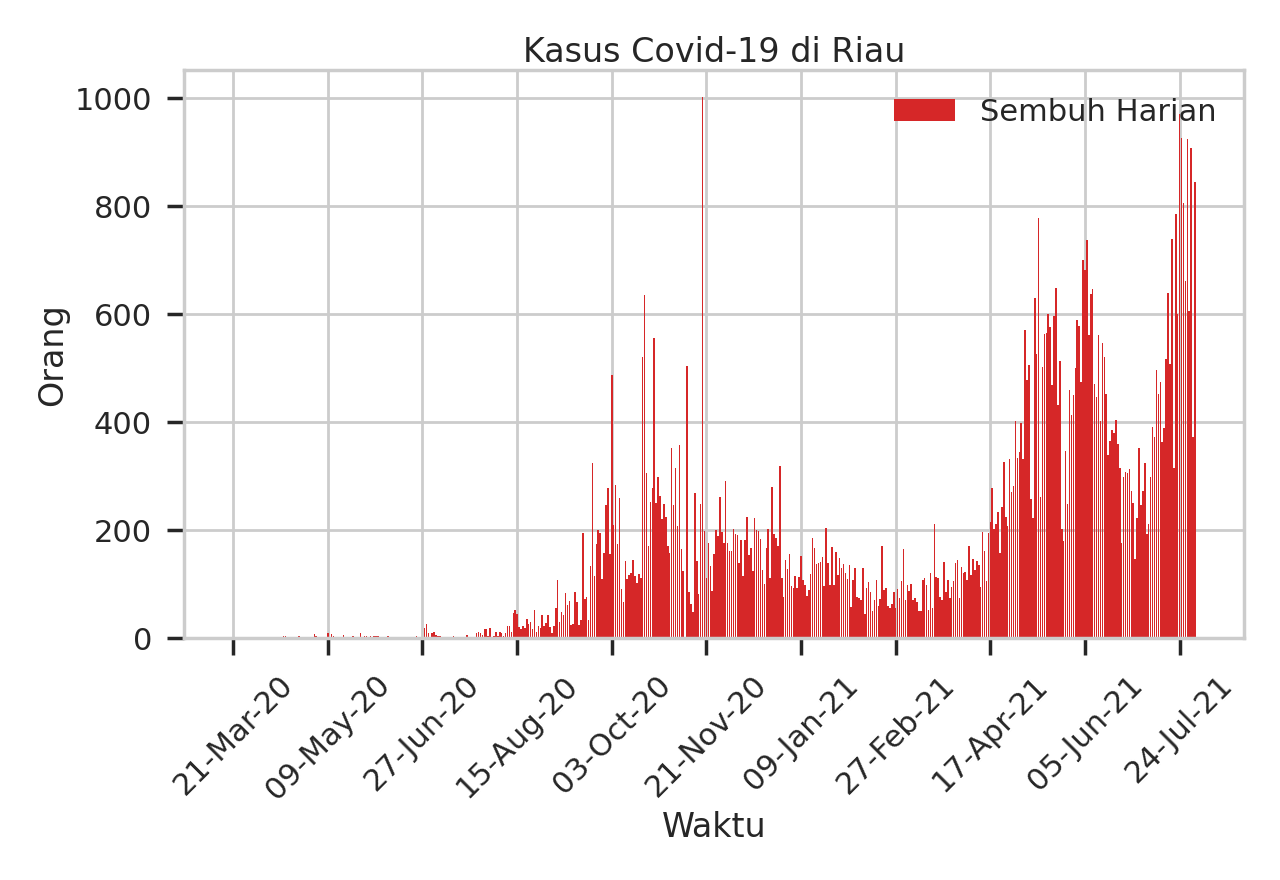 Kasus Covid-19 di Riau
Sembuh Harian
Orang
1000
800
600
400
200
0
21-Mar-20
09-May-20
27-Jun-20
15-Aug-20
03-Oct-20
21-Nov-20
09-Jan-21
27-Feb-21
17-Apr-21
05-Jun-21
24-Jul-21
Waktu